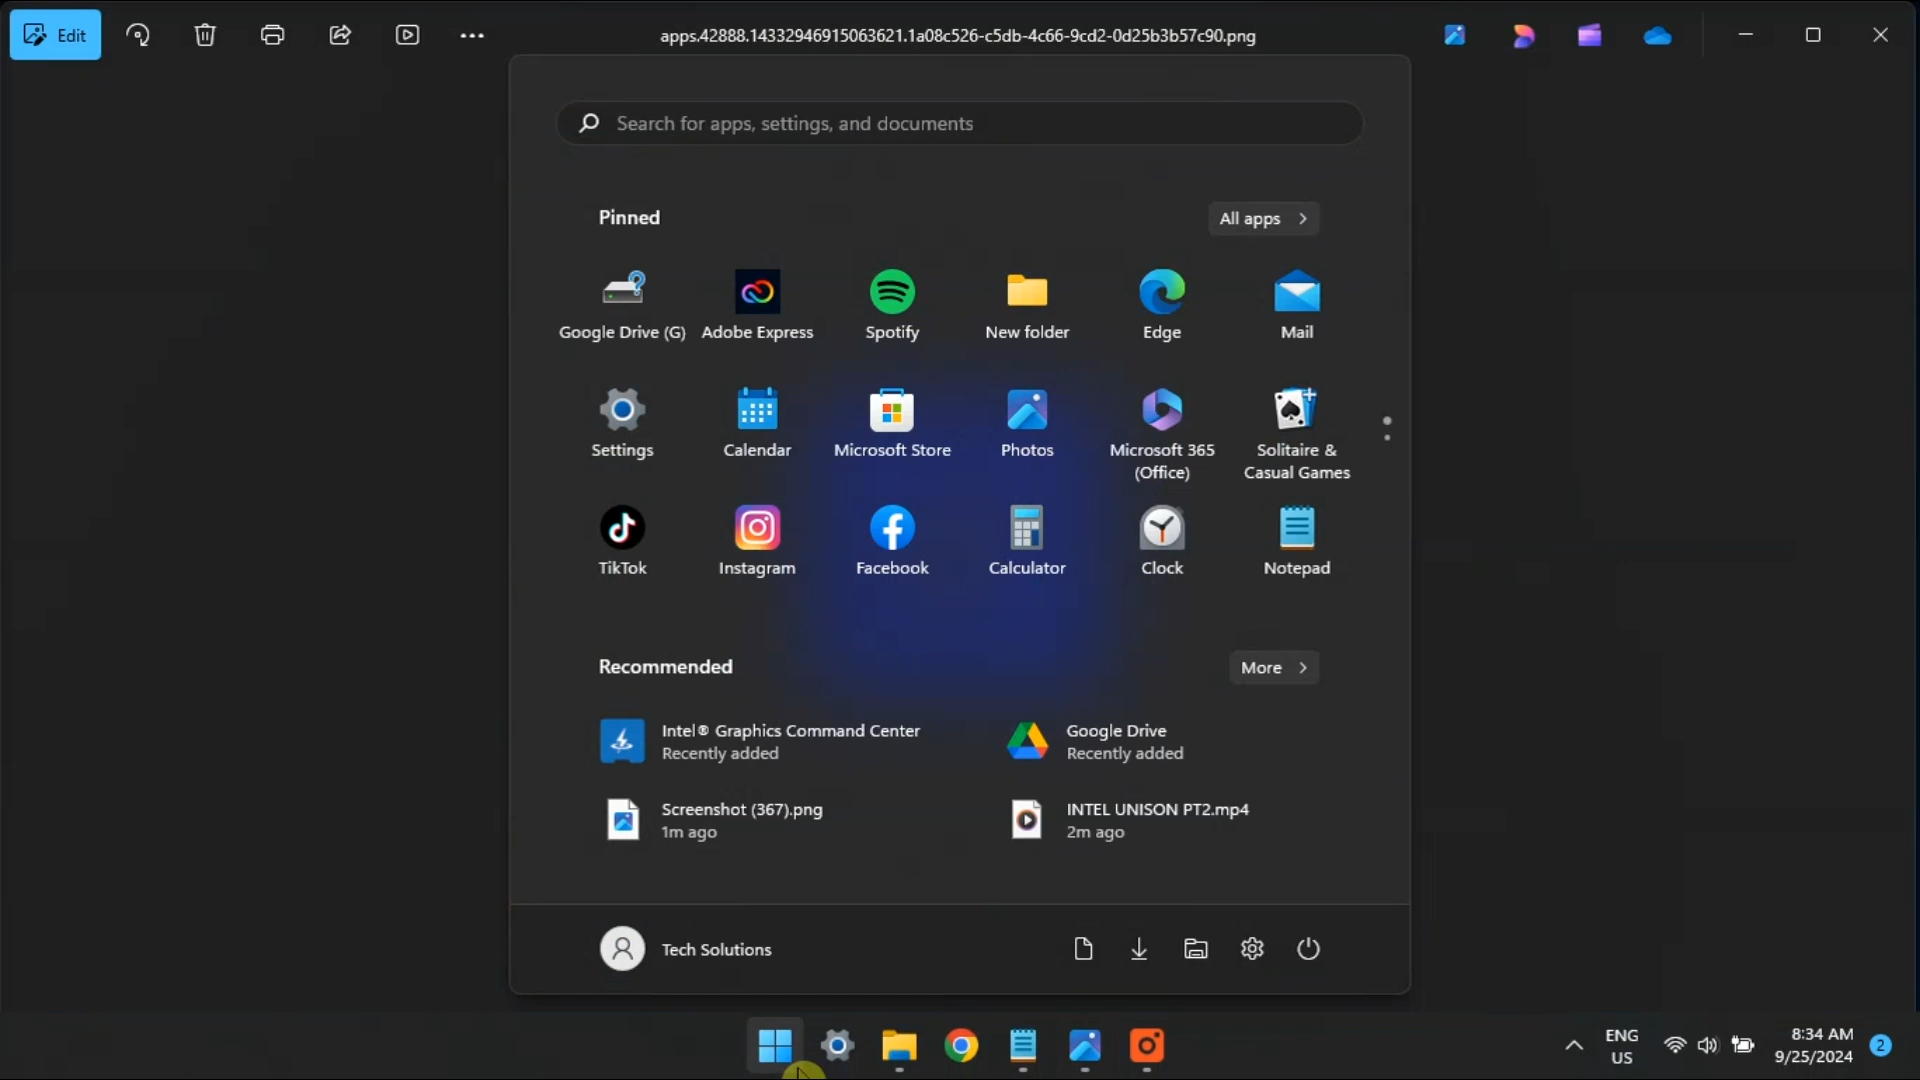 Edit
apps.42888.14332946915063621.1a08c526-c5db-4c66-9cd2-0d25b3b57c90.png
Search for apps, settings, and documents
Pinned
All apps
Google Drive (G)
Adobe Express
Spotify
New folder
Edge
Mail
Settings
Calendar
Microsoft Store
Photos
Microsoft 365
(Office)
Solitaire &
Casual Games
TikTok
Instagram
Facebook
Calculator
Clock
Notepad
Recommended
More
Intel® Graphics Command Center
Recently added
Google Drive
Recently added
Screenshot (367).png
1m ago
INTEL UNISON PT2.mp4
2m ago
Tech Solutions
ENG
US
8:34 AM
9/25/2024
2